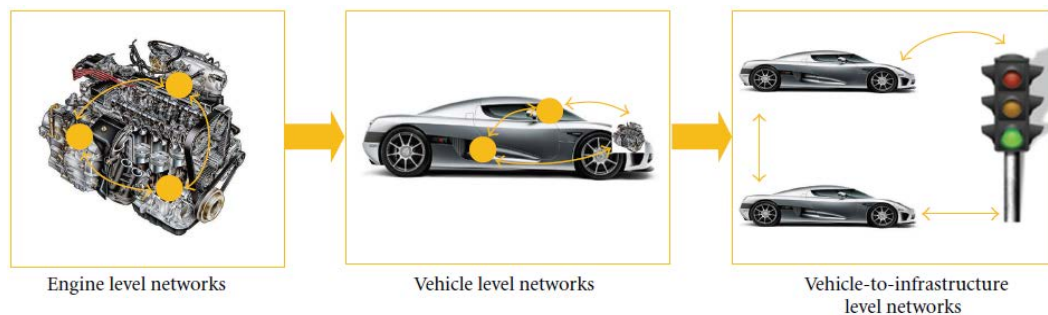 Engine level networks
Vehicle level networks
Vehicle-to-infrastructure
level networks